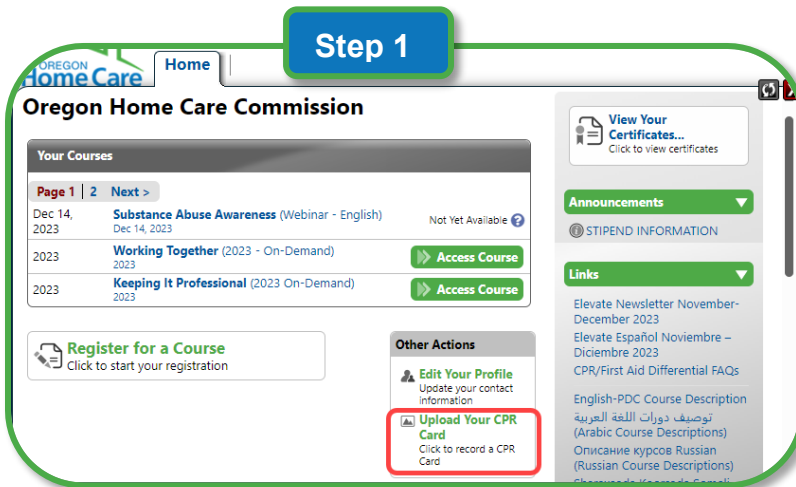 Step 1
OREGON
Home Care
Home
Oregon Home Care Commission
Your Courses
Page 1 | 2 Next >
Dec 14, 2023
Substance Abuse Awareness (Webinar - English)
Dec 14, 2023
Not Yet Available
2023
Working Together (2023 - On-Demand)
2023
Access Course
2023
Keeping It Professional (2023 On-Demand)
2023
Access Course
Register for a Course
Click to start your registration
Other Actions
Edit Your Profile
Update your contact
information
Upload Your CPR
Card
Click to record a CPR
Card
View Your
Certificates...
Click to view certificates
Announcements
STIPEND INFORMATION
Links
Elevate Newsletter November-
December 2023
Elevate Español Noviembre –
Diciembre 2023
CPR/First Aid Differential FAQs
English-PDC Course Description
توصيف دورات اللغة العربية
(Arabic Course Descriptions)
Описание курсов Russian
(Russian Course Descriptions)